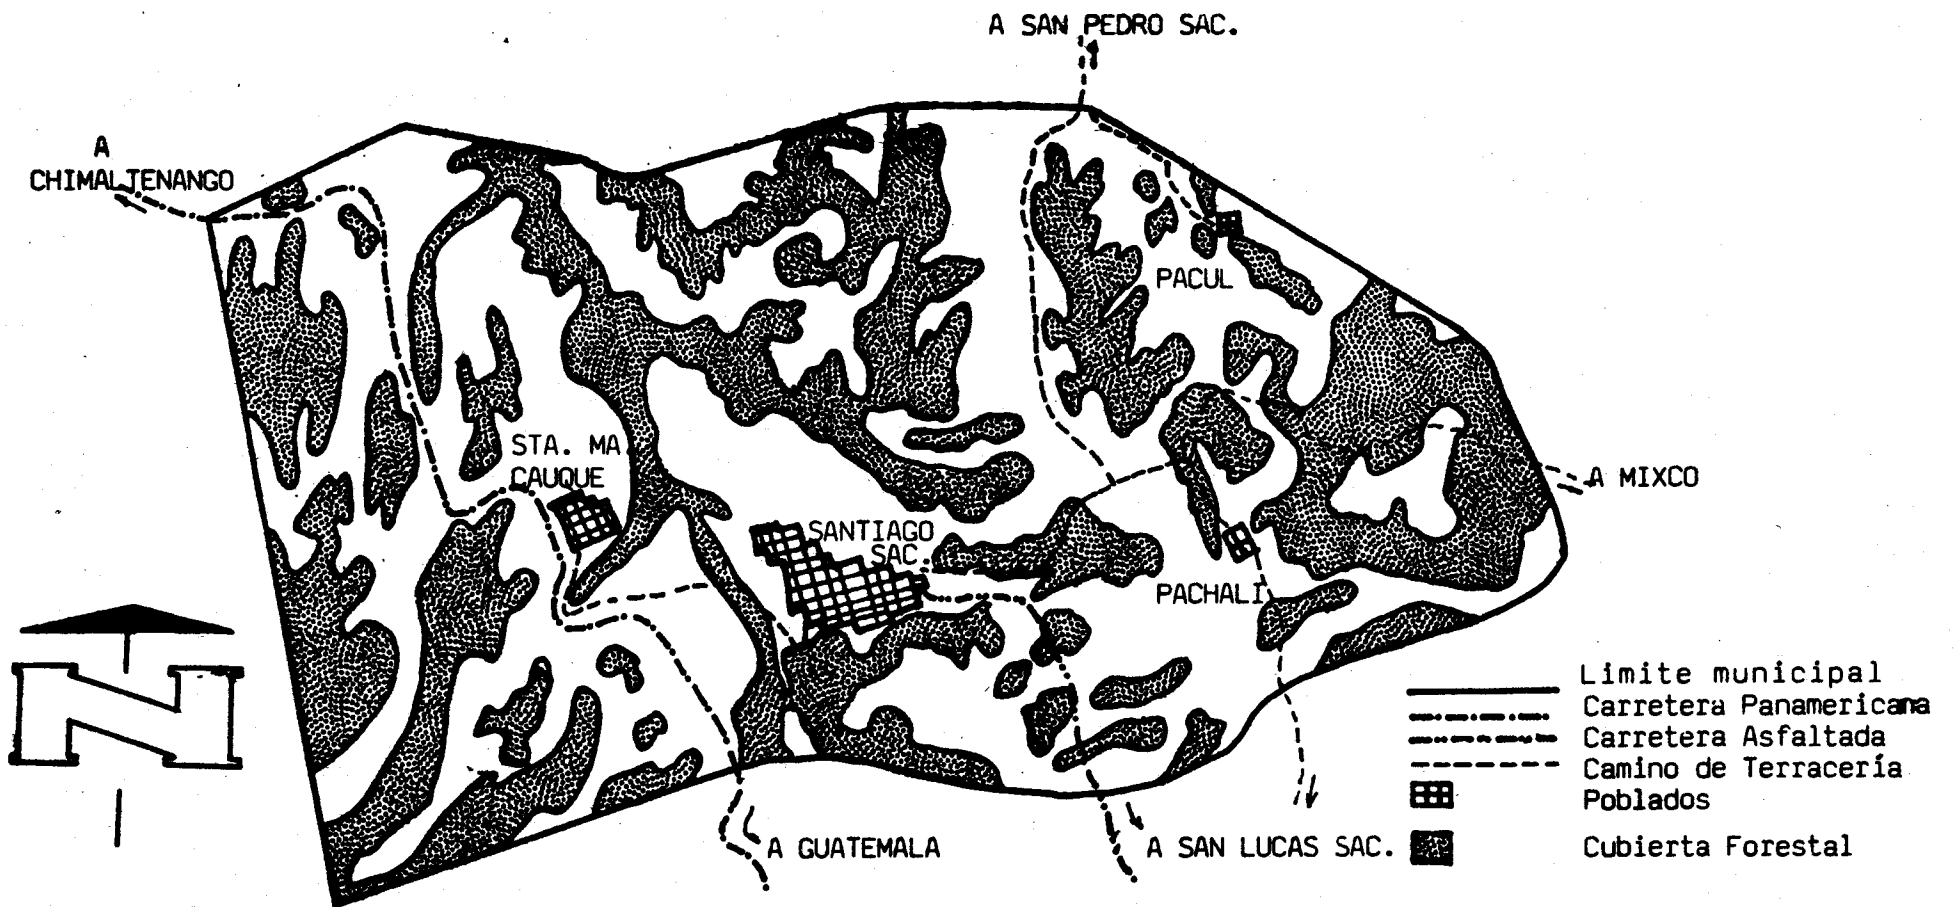 A SAN PEDRO SAC.
A
CHIMALTENANGO
PACUL
STA. MA.
CAUQUE
A MIXCO
SANTIAGO
SAC.
PACHALI
N
Limite municipal
Carretera Panamericana
Carretera Asfaltada
Camino de Terracería
Poblados
A GUATEMALA
A SAN LUCAS SAC.
Cubierta Forestal